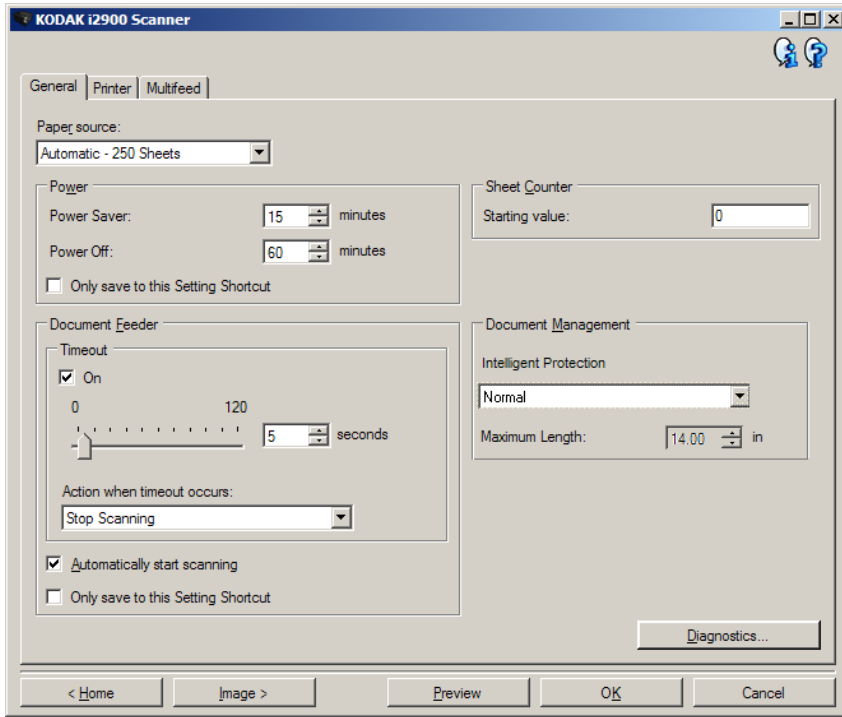 KODAK i2900 Scanner
General
Printer
Multifeed
Paper source:
Automatic - 250 Sheets
Power
Power Saver: 15 minutes
Power Off: 60 minutes
Only save to this Setting Shortcut
Sheet Counter
Starting value: 0
Document Feeder
Timeout
On
0 120
5 seconds
Action when timeout occurs:
Stop Scanning
Automatically start scanning
Only save to this Setting Shortcut
Document Management
Intelligent Protection
Normal
Maximum Length: 14.00 in
Diagnostics...
< Home
Image >
Preview
OK
Cancel